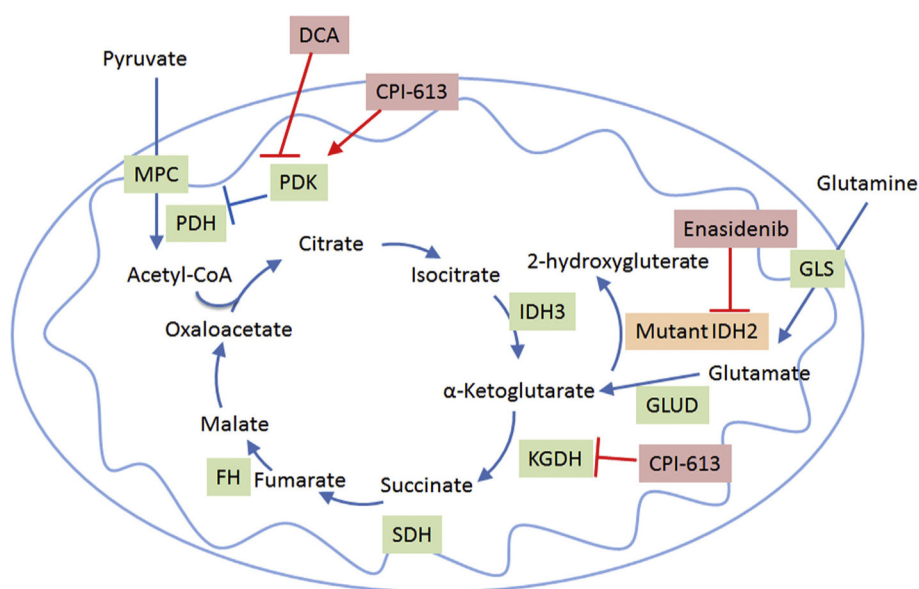 DCA
Pyruvate
CPI-613
MPC
PDK
Glutamine
PDH
Enasidenib
Citrate
2-hydroxygluterate
GLS
Acetyl-CoA
Isocitrate
IDH3
Oxaloacetate
Mutant IDH2
Glutamate
α-Ketoglutarate
GLUD
Malate
KGDH
CPI-613
FH
Fumarate
Succinate
SDH